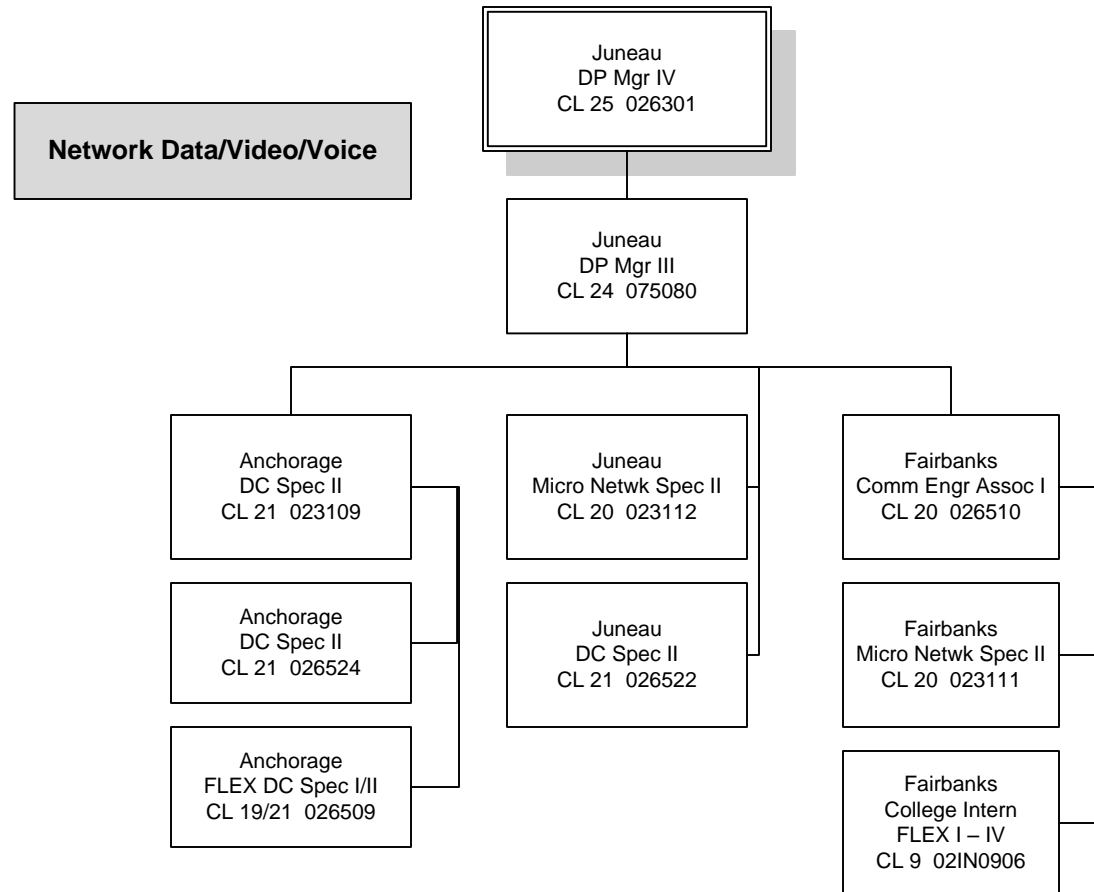 Network Data/Video/Voice
Juneau
DP Mgr IV
CL 25  026301
Juneau
DP Mgr III
CL 24  075080
Anchorage
DC Spec II
CL 21  023109
Anchorage
DC Spec II
CL 21  026524
Anchorage
FLEX DC Spec I/II
CL 19/21  026509
Juneau
Micro Netwk Spec II
CL 20  023112
Juneau
DC Spec II
CL 21  026522
Fairbanks
Comm Engr Assoc I
CL 20  026510
Fairbanks
Micro Netwk Spec II
CL 20  023111
Fairbanks
College Intern
FLEX I – IV
CL 9  02IN0906